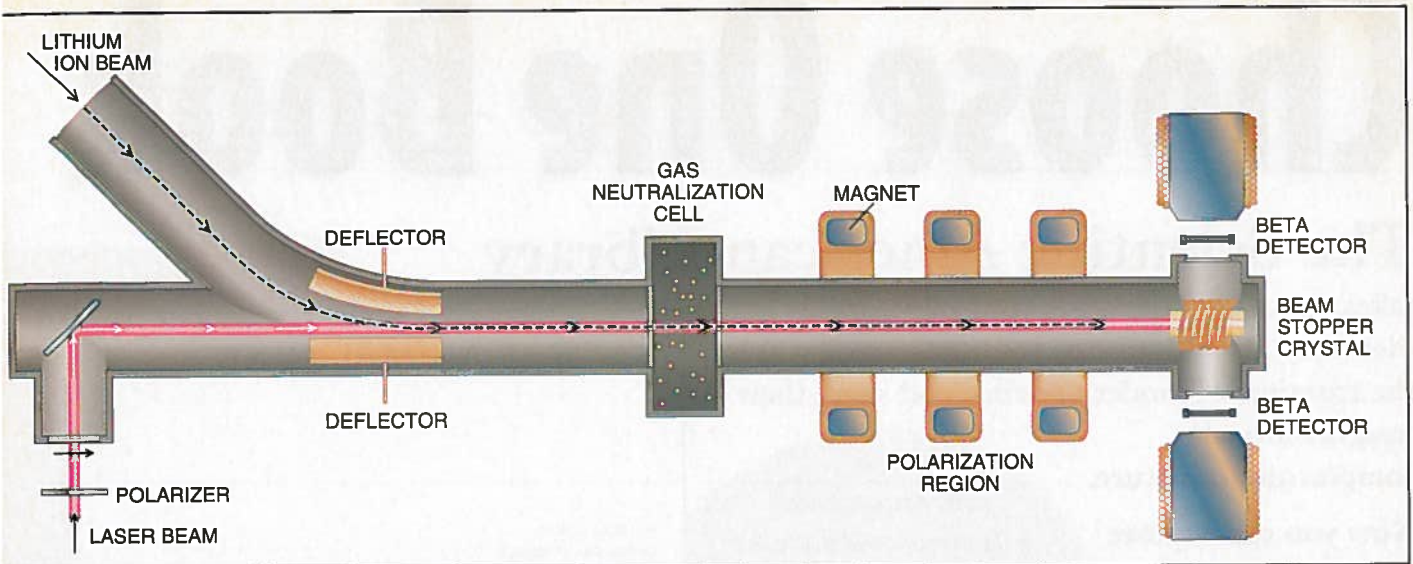 LITHIUM
ION BEAM
DEFLECTOR
GAS
NEUTRALIZATION
CELL
MAGNET
BETA
DETECTOR
BEAM
STOPPER
CRYSTAL
DEFLECTOR
BETA
DETECTOR
POLARIZATION
REGION
POLARIZER
LASER BEAM